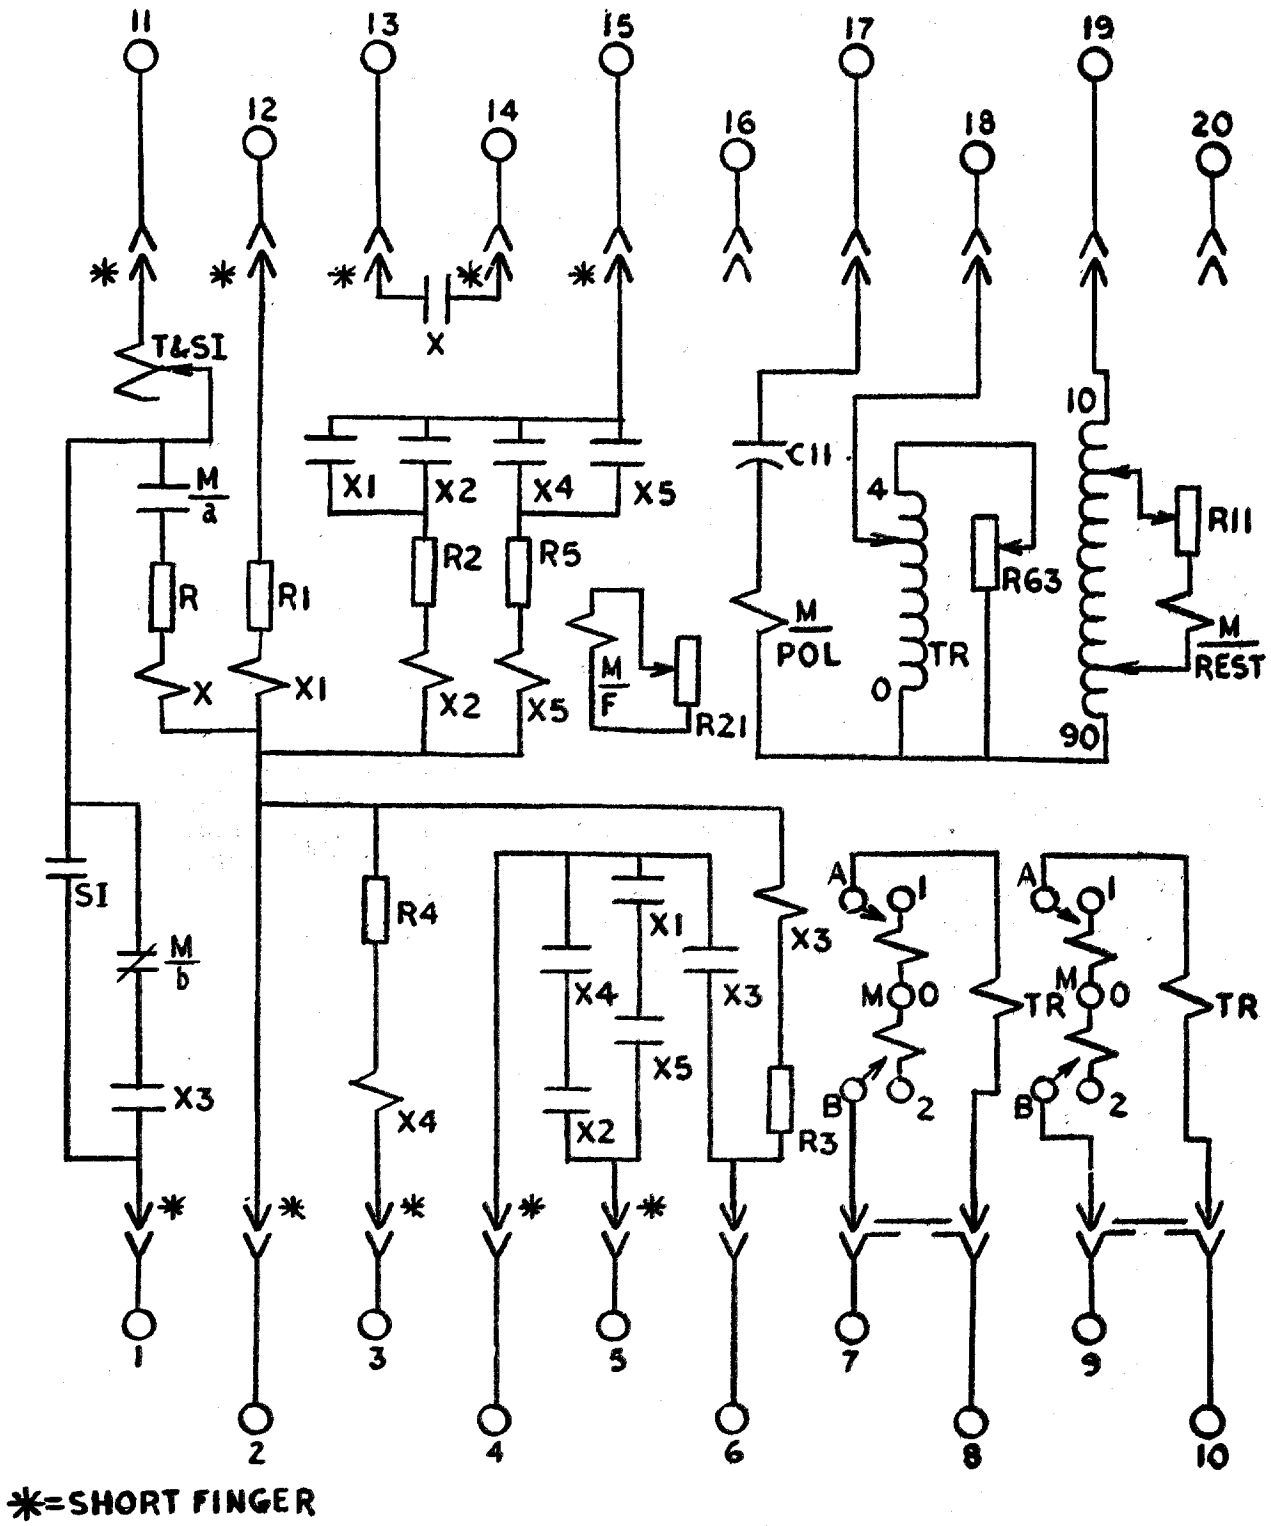 11
13
15
17
19
12
14
16
18
20
*
*
*
*
*
T&SI
X
10
M
a
X1
X2
X4
X5
C11
4
R11
R
R1
R2
R5
R63
M
POL
TR
M
REST
X
X1
X2
X5
M
F
R21
0
90
SI
M
b
R4
X1
X3
A
1
A
1
X4
X3
M
0
TR
M
0
TR
X3
X4
X2
X5
R3
B
2
B
2
*
*
*
*
*
1
3
5
7
9
2
4
6
8
10
*=SHORT FINGER